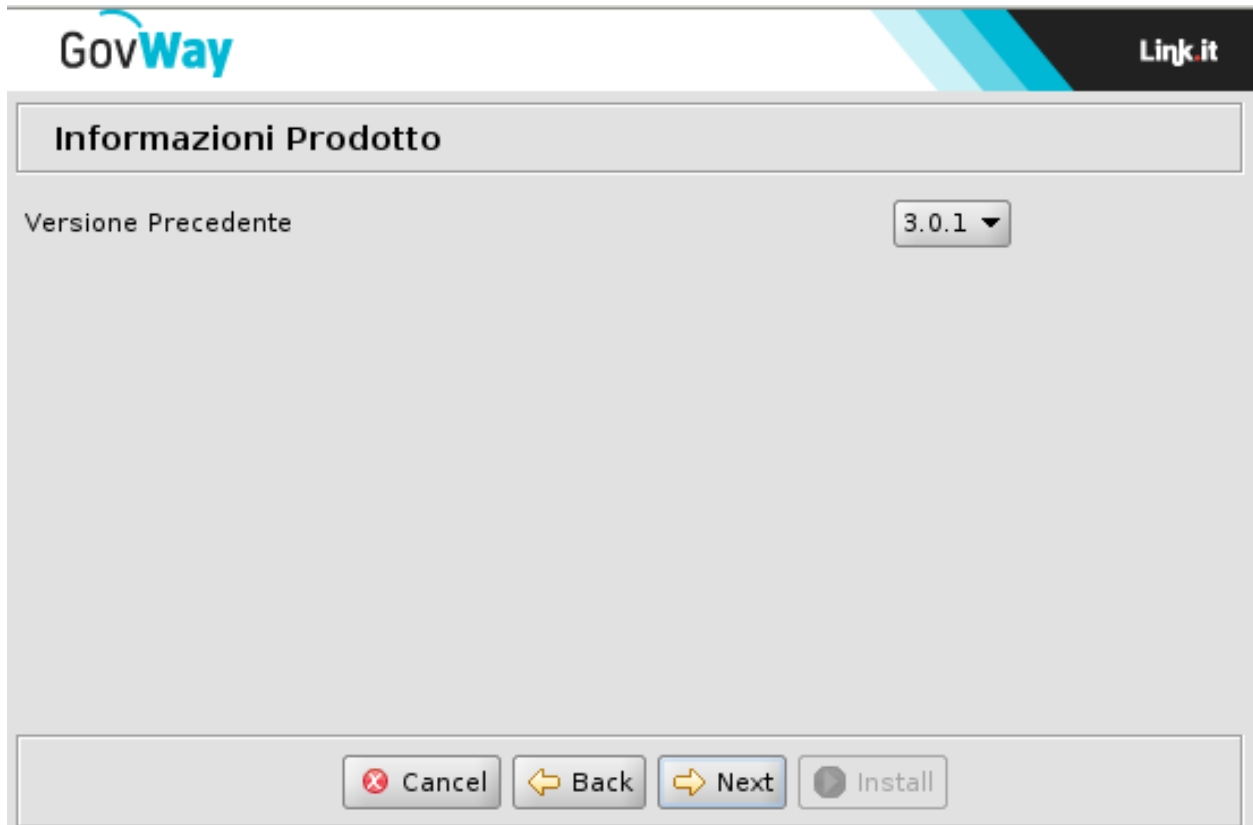 GovWay
Link.it
Informazioni Prodotto
Versione Precedente 3.0.1
Cancel Back Next Install